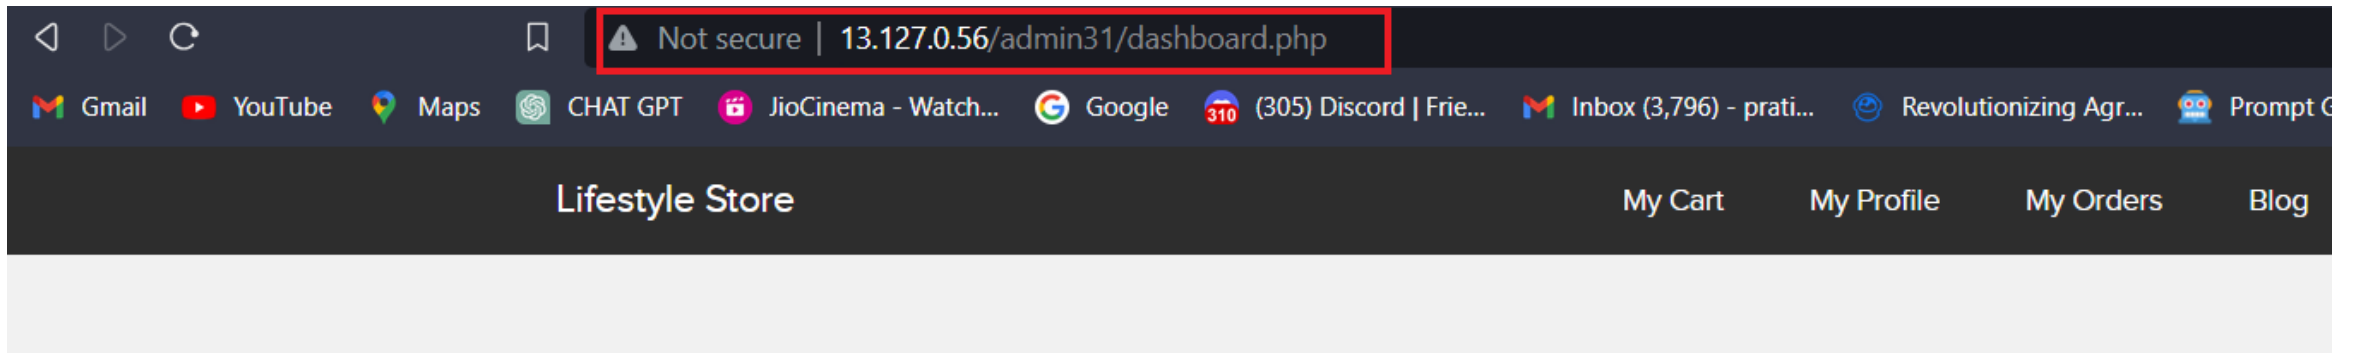 Not secure | 13.127.0.56/admin31/dashboard.php
Gmail YouTube Maps CHAT GPT JioCinema - Watch... Google 310 (305) Discord | Frie... Inbox (3,796) - prati... Revolutionizing Agr... Prompt G
Lifestyle Store My Cart My Profile My Orders Blog